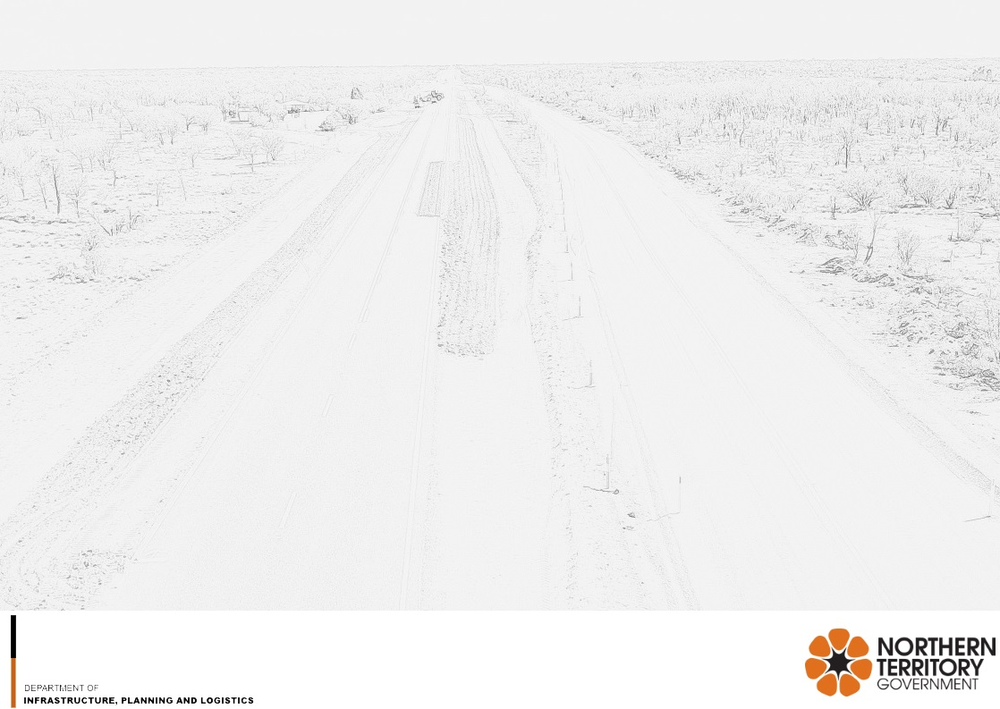 DEPARTMENT OF
INFRASTRUCTURE, PLANNING AND LOGISTICS
NORTHERN
TERRITORY
GOVERNMENT